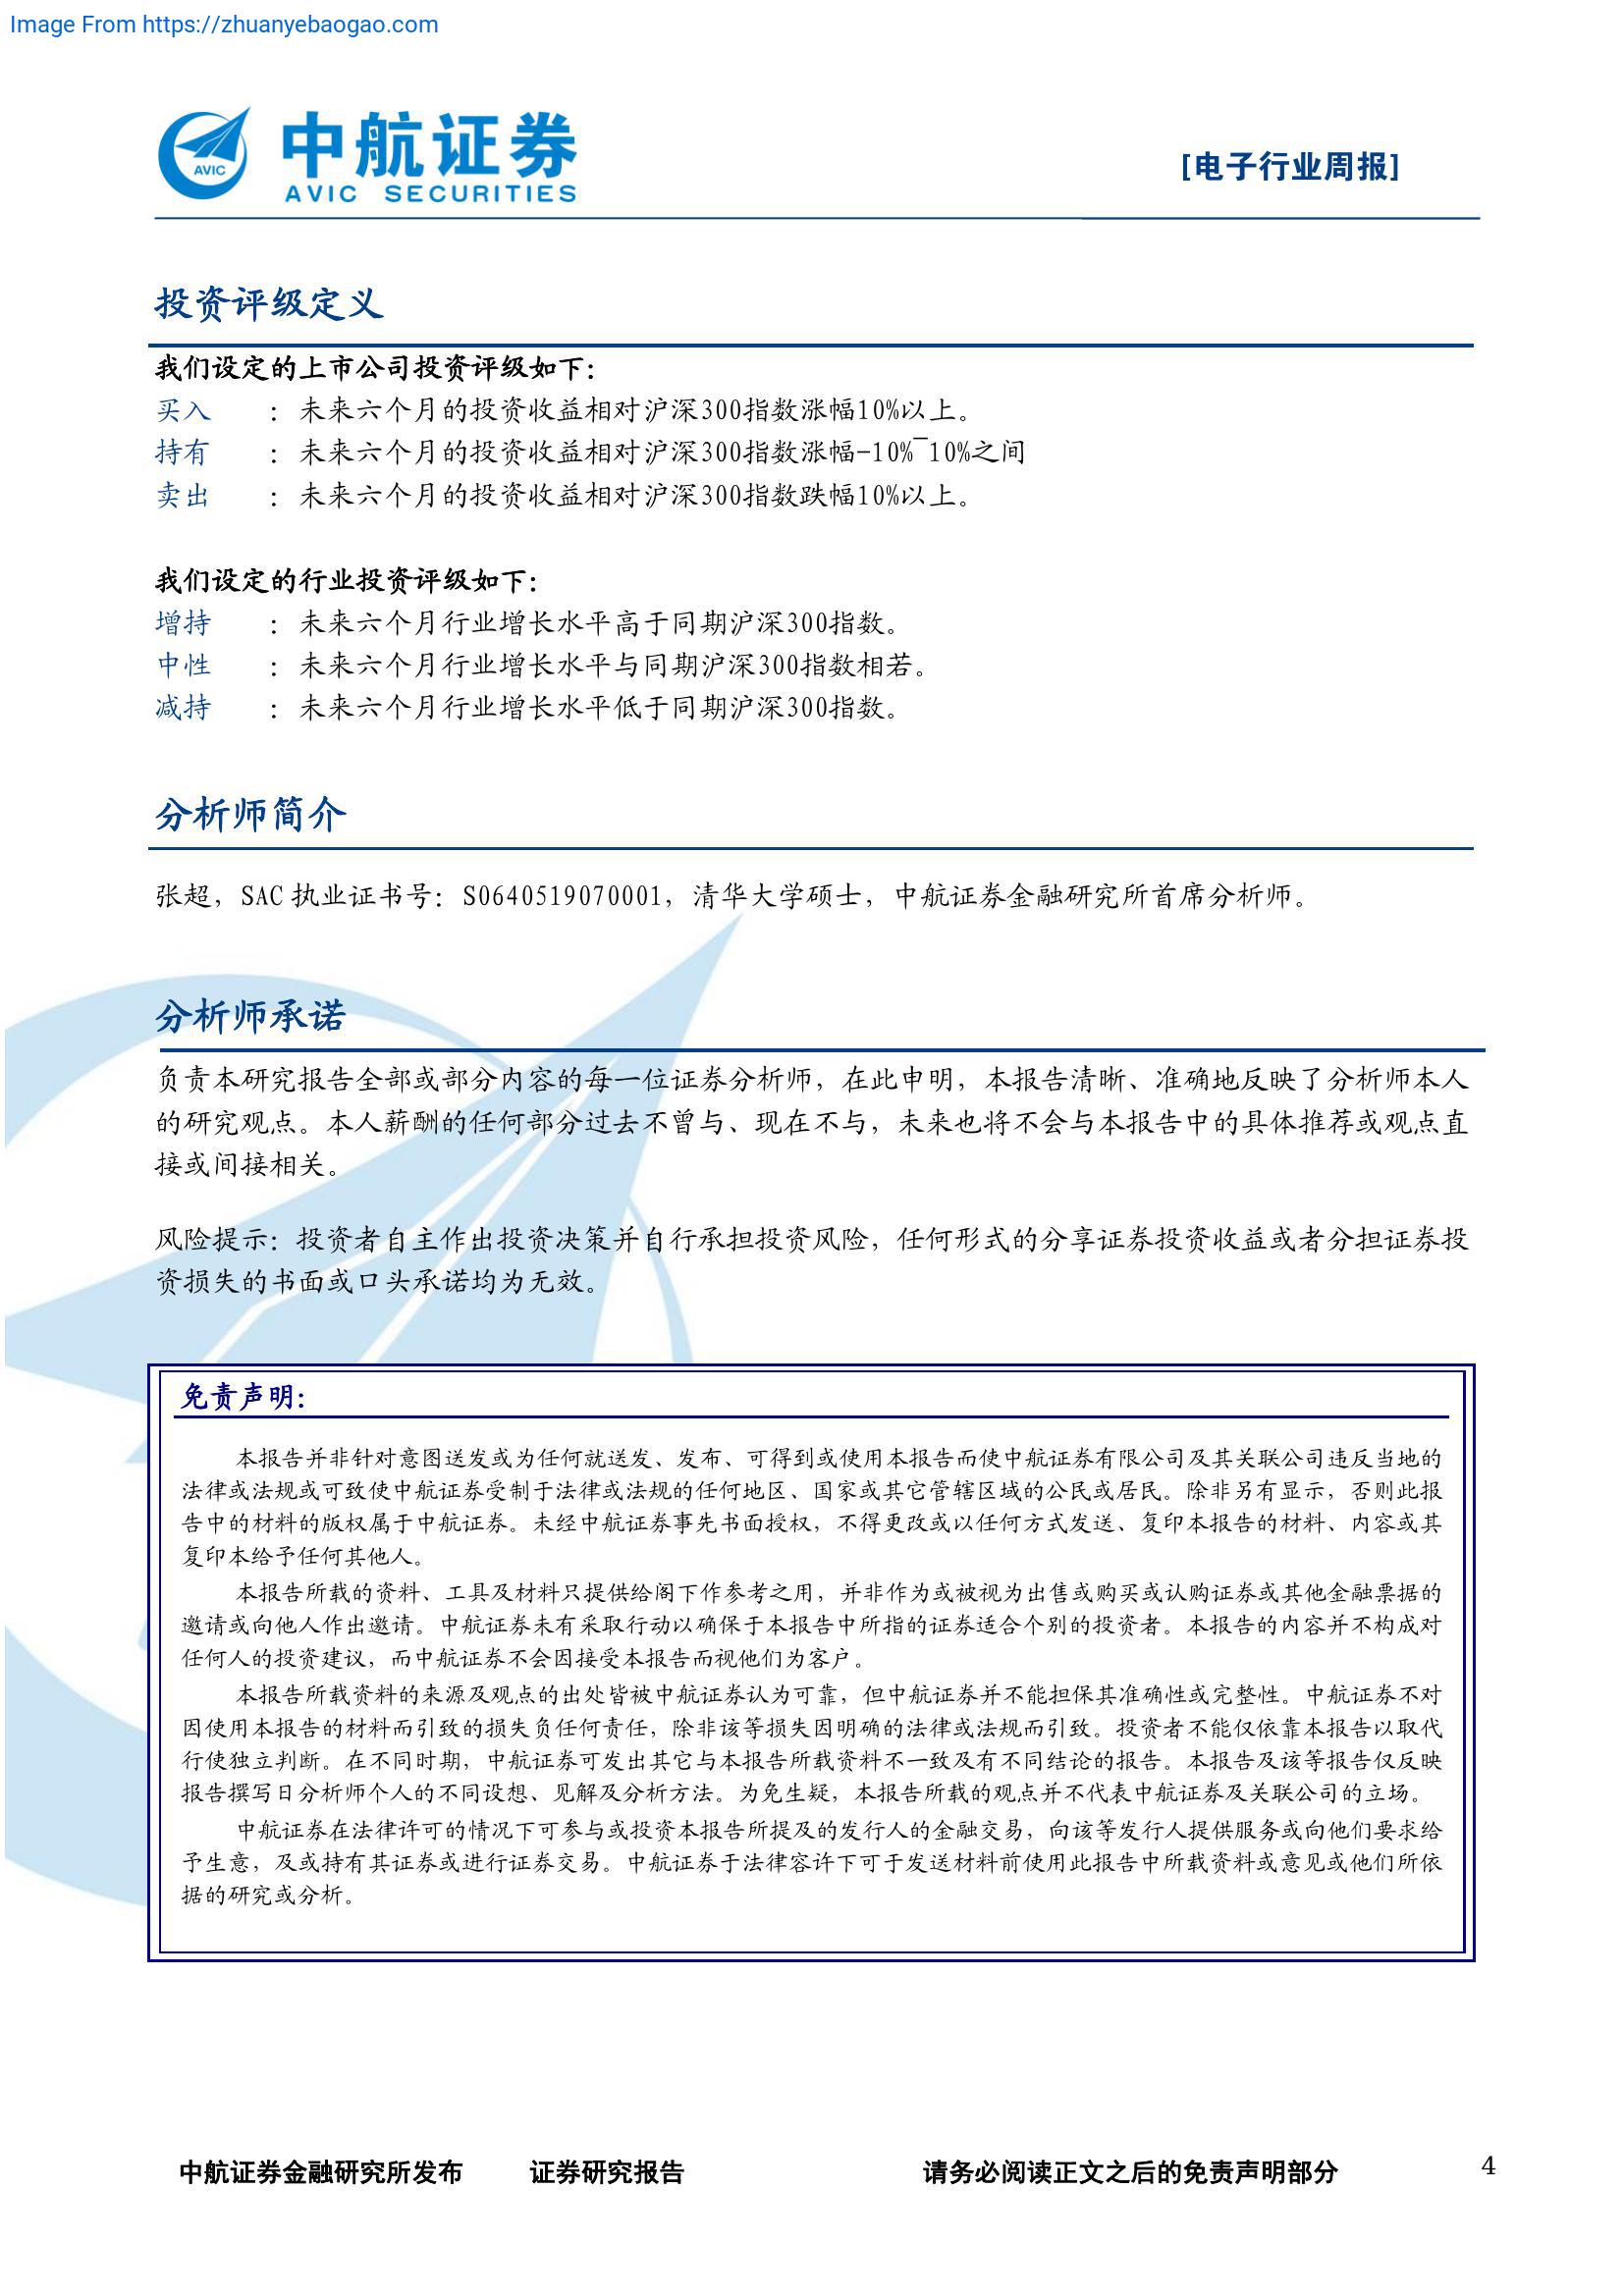 Image From https://zhuanyebaogao.com
AVIC
中航证券
AVIC SECURITIES
[电子行业周报]
投资评级定义
我们设定的上市公司投资评级如下：
买入 ：未来六个月的投资收益相对沪深300指数涨幅10%以上。
持有 ：未来六个月的投资收益相对沪深300指数涨幅-10%~10%之间
卖出 ：未来六个月的投资收益相对沪深300指数跌幅10%以上。
我们设定的行业投资评级如下：
增持 ：未来六个月行业增长水平高于同期沪深300指数。
中性 ：未来六个月行业增长水平与同期沪深300指数相若。
减持 ：未来六个月行业增长水平低于同期沪深300指数。
分析师简介
张超，SAC 执业证书号：S0640519070001，清华大学硕士，中航证券金融研究所首席分析师。
分析师承诺
负责本研究报告全部或部分内容的每一位证券分析师，在此申明，本报告清晰、准确地反映了分析师本人
的研究观点。本人薪酬的任何部分过去不曾与、现在不与，未来也将不会与本报告中的具体推荐或观点直
接或间接相关。
风险提示：投资者自主作出投资决策并自行承担投资风险，任何形式的分享证券投资收益或者分担证券投
资损失的书面或口头承诺均为无效。
免责声明：
本报告并非针对意图送发或为任何就送发、发布、可得到或使用本报告而使中航证券有限公司及其关联公司违反当地的
法律或法规或可致使中航证券受制于法律或法规的任何地区、国家或其它管辖区域的公民或居民。除非另有显示，否则此报
告中的材料的版权属于中航证券。未经中航证券事先书面授权，不得更改或以任何方式发送、复印本报告的材料、内容或其
复印本给予任何其他人。
本报告所载的资料、工具及材料只提供给阁下作参考之用，并非作为或被视为出售或购买或认购证券或其他金融票据的
邀请或向他人作出邀请。中航证券未有采取行动以确保于本报告中所指的证券适合个别的投资者。本报告的内容并不构成对
任何人的投资建议，而中航证券不会因接受本报告而视他们为客户。
本报告所载资料的来源及观点的出处皆被中航证券认为可靠，但中航证券并不能担保其准确性或完整性。中航证券不对
因使用本报告的材料而引致的损失负任何责任，除非该等损失因明确的法律或法规而引致。投资者不能仅依靠本报告以取代
行使独立判断。在不同时期，中航证券可发出其它与本报告所载资料不一致及有不同结论的报告。本报告及该等报告仅反映
报告撰写日分析师个人的不同设想、见解及分析方法。为免生疑，本报告所载的观点并不代表中航证券及关联公司的立场。
中航证券在法律许可的情况下可参与或投资本报告所提及的发行人的金融交易，向该等发行人提供服务或向他们要求给
予生意，及或持有其证券或进行证券交易。中航证券于法律容许下可于发送材料前使用此报告中所载资料或意见或他们所依
据的研究或分析。
中航证券金融研究所发布 证券研究报告 请务必阅读正文之后的免责声明部分 4